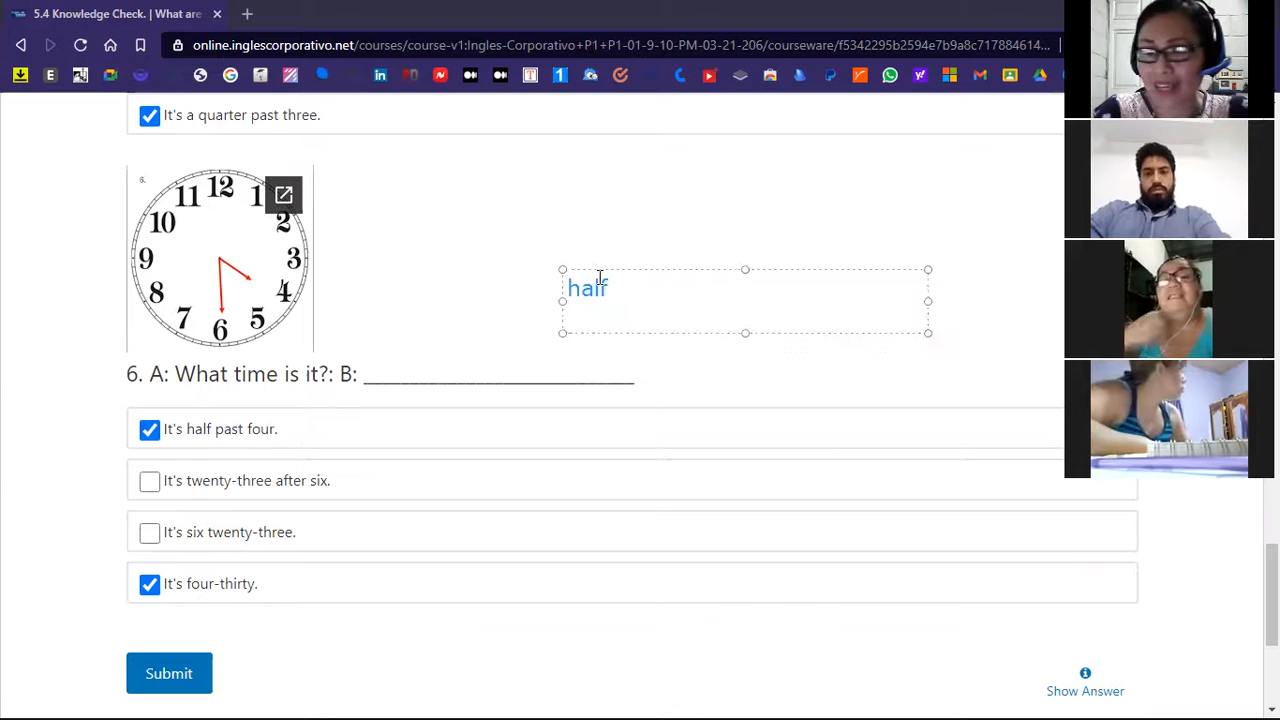 5.4 Knowledge Check. | What are
online.inglescorporativo.net/courses/course-v1:Ingles-Corporativo+P1+P1-01-9-10-PM-03-21-206/courseware/f5342295b2594e7b9a8c717884614...
It's a quarter past three.
6.
12
11 1
10 2
9 3
8 4
7 5
6
half
6. A: What time is it?: B: ___________________________
It's half past four.
It's twenty-three after six.
It's six twenty-three.
It's four-thirty.
Submit
Show Answer